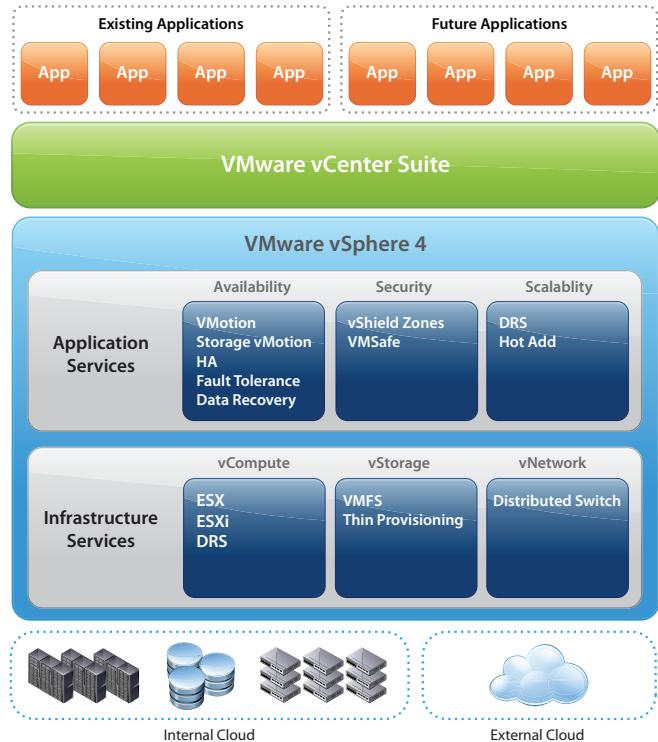 Existing Applications
Future Applications
App App App App
App App App App
VMware vCenter Suite
VMware vSphere 4
Application
Services
Availability
VMotion
Storage vMotion
HA
Fault Tolerance
Data Recovery
Security
vShield Zones
VMSafe
Scalablity
DRS
Hot Add
Infrastructure
Services
vCompute
ESX
ESXi
DRS
vStorage
VMFS
Thin Provisioning
vNetwork
Distributed Switch
Internal Cloud
External Cloud